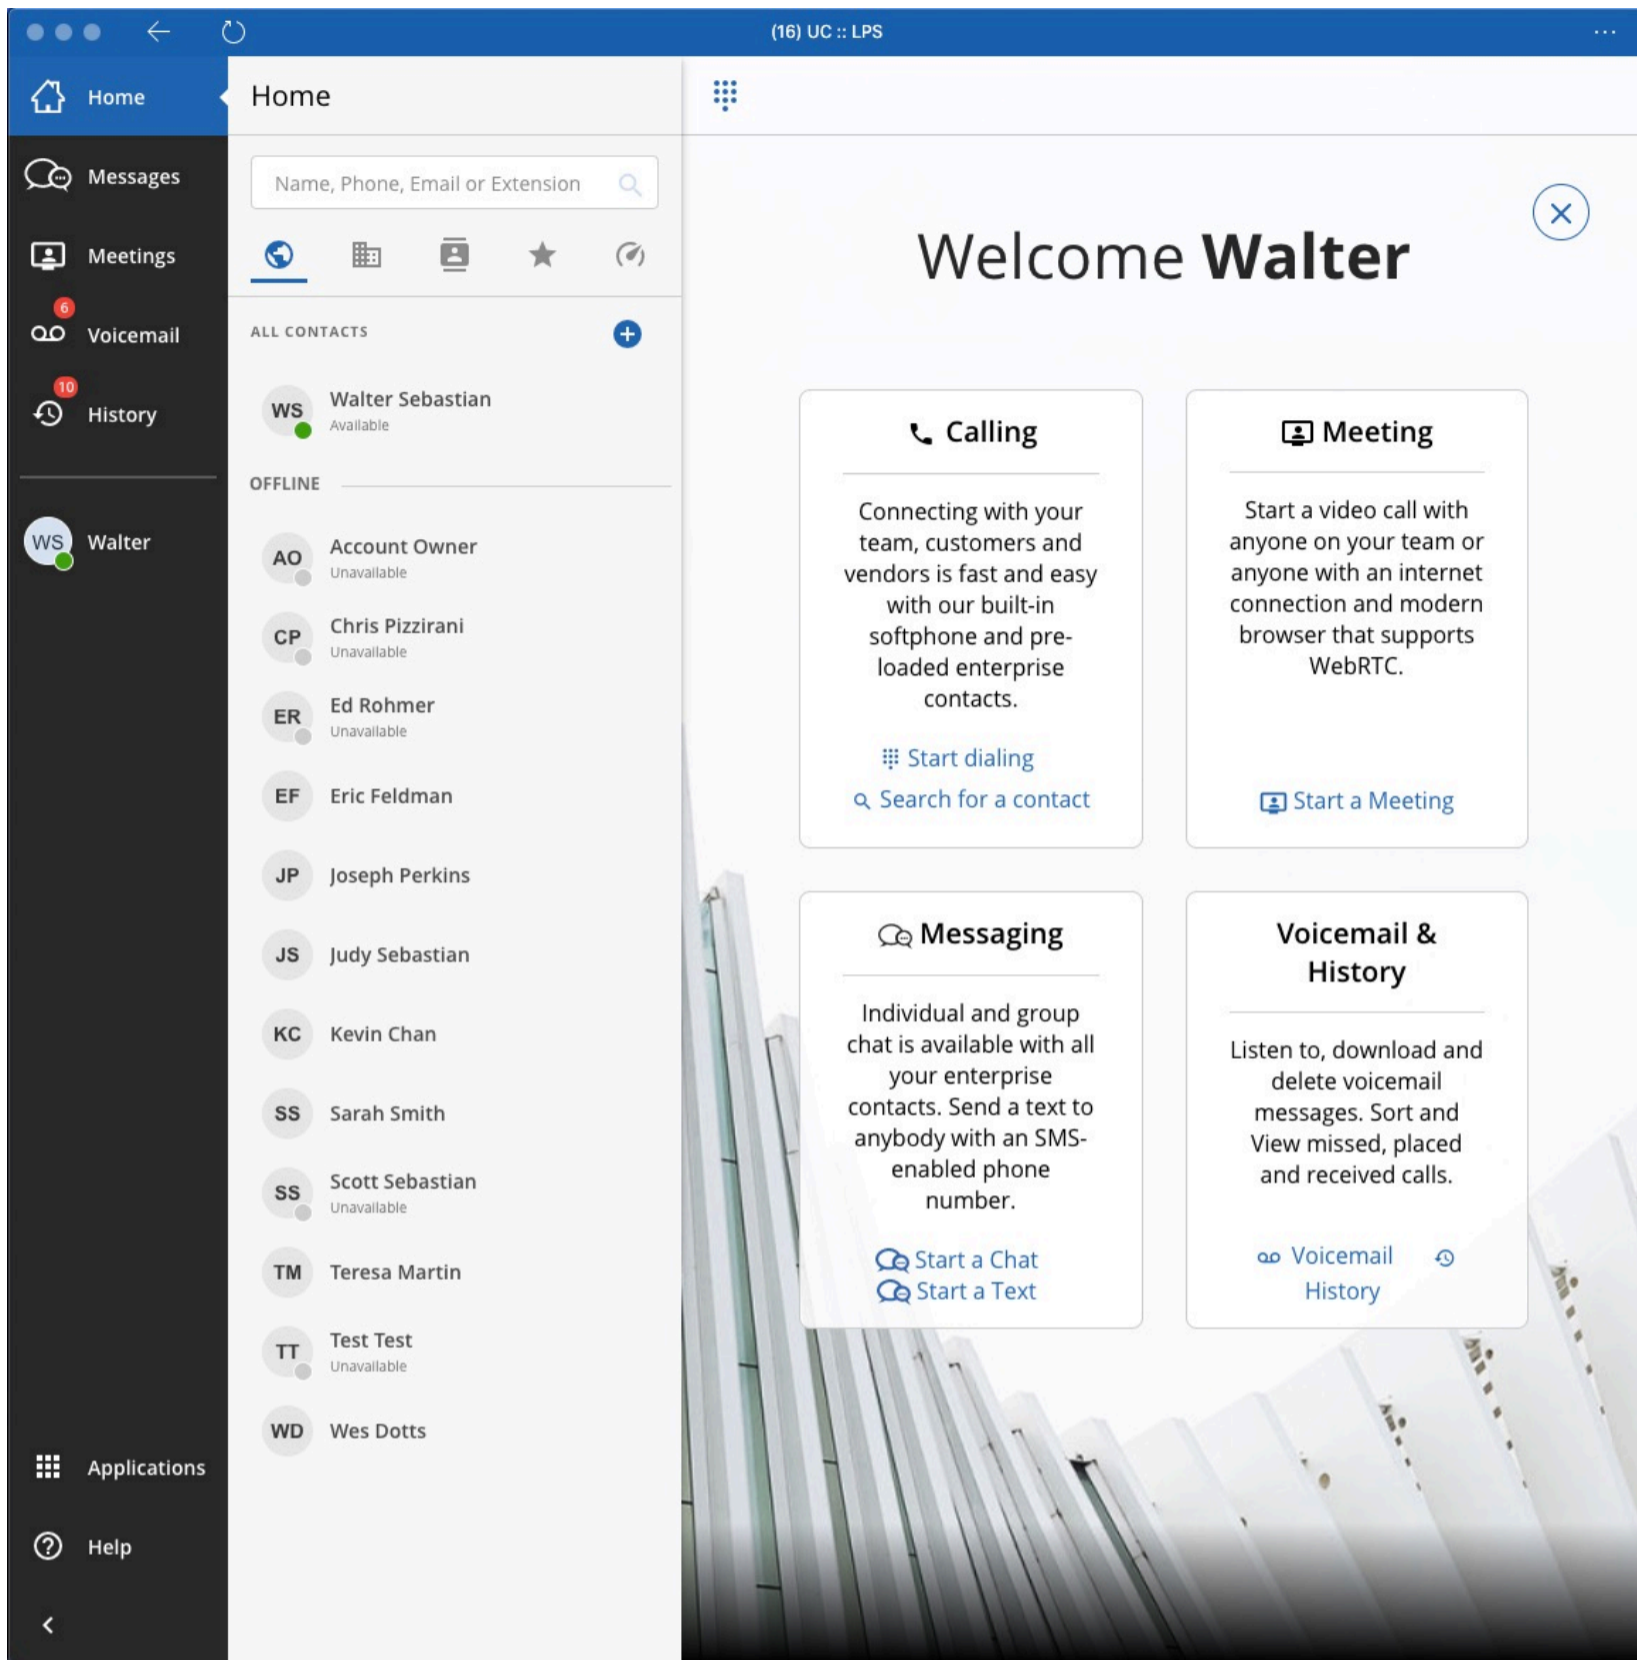 (16) UC :: LPS
Home
Messages
Meetings
6
Voicemail
10
History
WS
Walter
Applications
Help
Home
Name, Phone, Email or Extension
ALL CONTACTS
WS
Walter Sebastian
Available
OFFLINE
AO
Account Owner
Unavailable
CP
Chris Pizzirani
Unavailable
ER
Ed Rohmer
Unavailable
EF
Eric Feldman
JP
Joseph Perkins
JS
Judy Sebastian
KC
Kevin Chan
SS
Sarah Smith
SS
Scott Sebastian
Unavailable
TM
Teresa Martin
TT
Test Test
Unavailable
WD
Wes Dotts
Welcome Walter
Calling
Connecting with your
team, customers and
vendors is fast and easy
with our built-in
softphone and pre-
loaded enterprise
contacts.
Start dialing
Search for a contact
Meeting
Start a video call with
anyone on your team or
anyone with an internet
connection and modern
browser that supports
WebRTC.
Start a Meeting
Messaging
Individual and group
chat is available with all
your enterprise
contacts. Send a text to
anybody with an SMS-
enabled phone
number.
Start a Chat
Start a Text
Voicemail &
History
Listen to, download and
delete voicemail
messages. Sort and
View missed, placed
and received calls.
Voicemail
History